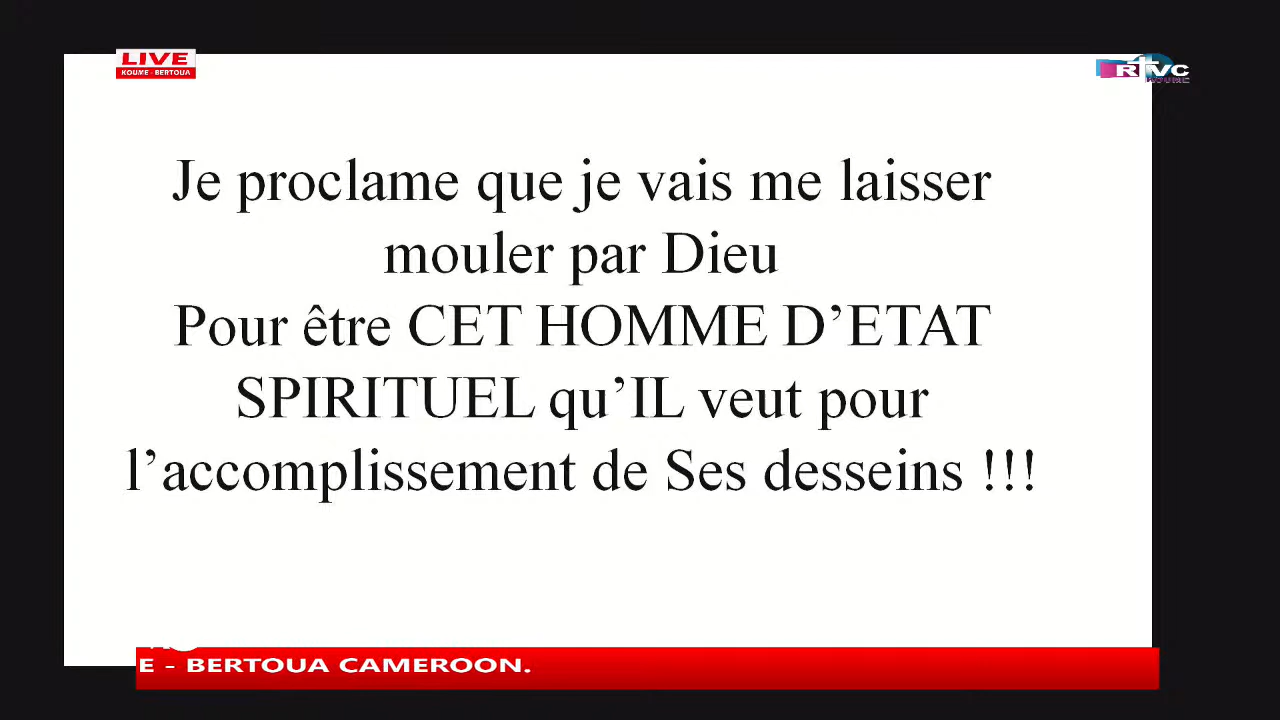 LIVE
KOUME - BERTOUA
RTVC
Je proclame que je vais me laisser
mouler par Dieu
Pour être CET HOMME D’ETAT
SPIRITUEL qu’IL veut pour
l’accomplissement de Ses desseins !!!
E - BERTOUA CAMEROON.